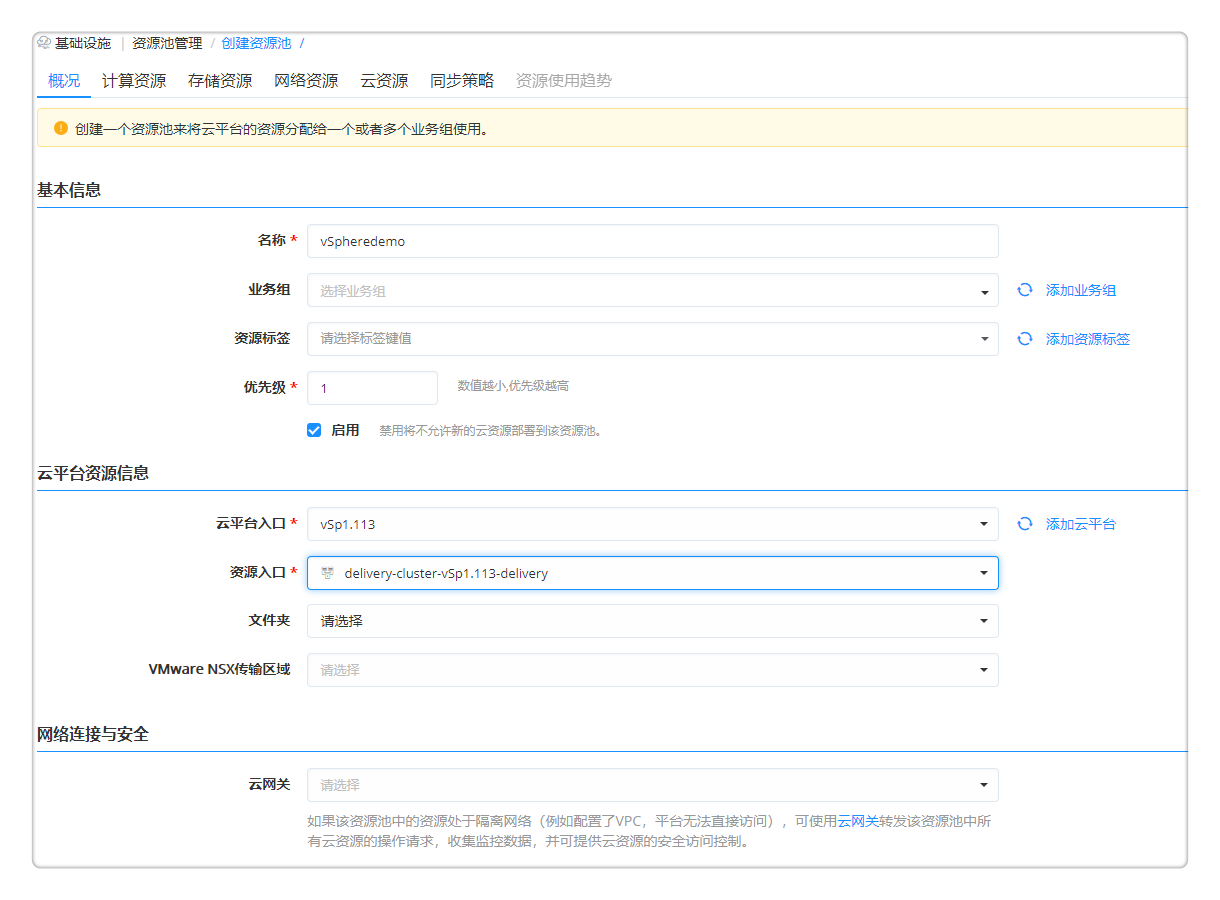 基础设施 | 资源池管理 / 创建资源池 /
概况 计算资源 存储资源 网络资源 云资源 同步策略 资源使用趋势
创建一个资源池来将云平台的资源分配给一个或者多个业务组使用。
基本信息
名称 * vSpheredemo
业务组 选择业务组 添加业务组
资源标签 请选择标签键值 添加资源标签
优先级 * 1 数值越小,优先级越高
启用 禁用将不允许新的云资源部署到该资源池。
云平台资源信息
云平台入口 * vSp1.113 添加云平台
资源入口 * delivery-cluster-vSp1.113-delivery
文件夹 请选择
VMware NSX传输区域 请选择
网络连接与安全
云网关 请选择
如果该资源池中的资源处于隔离网络（例如配置了VPC，平台无法直接访问），可使用云网关转发该资源池中所
有云资源的操作请求，收集监控数据，并可提供云资源的安全访问控制。